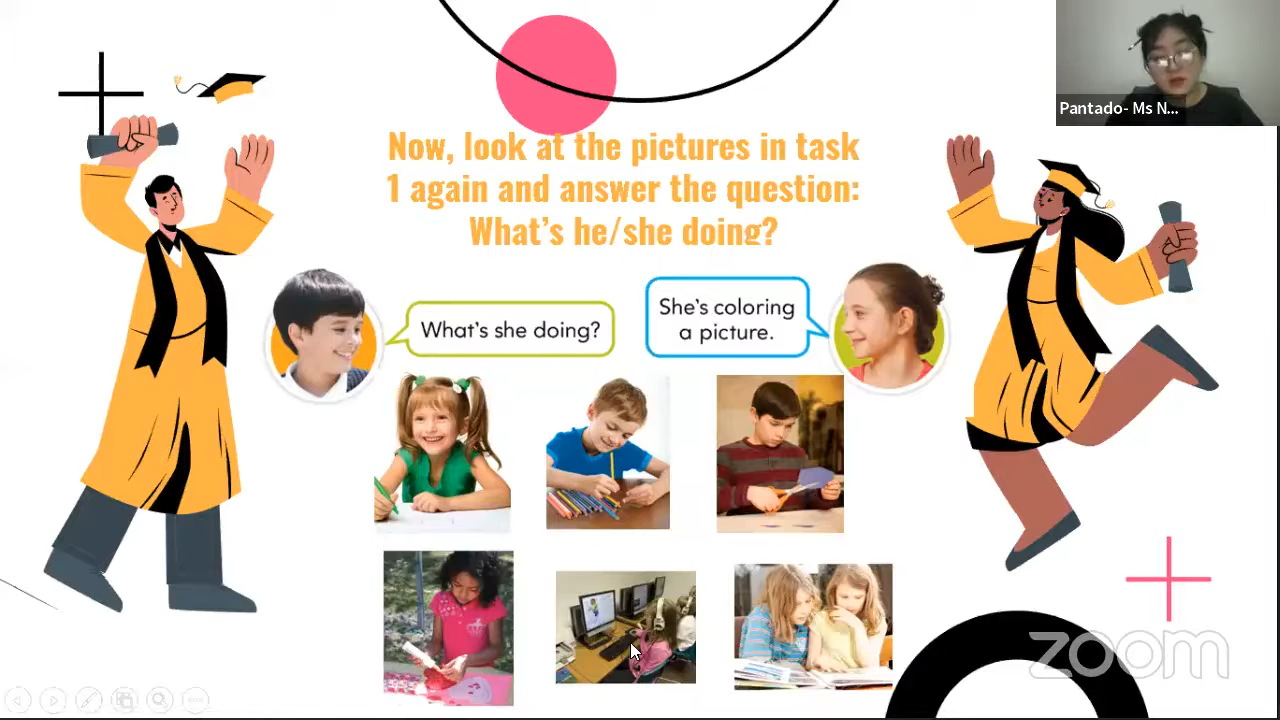 Pantado- Ms N...
Now, look at the pictures in task
1 again and answer the question:
What's he/she doing?
What's she doing?
She's coloring
a picture.
zoom